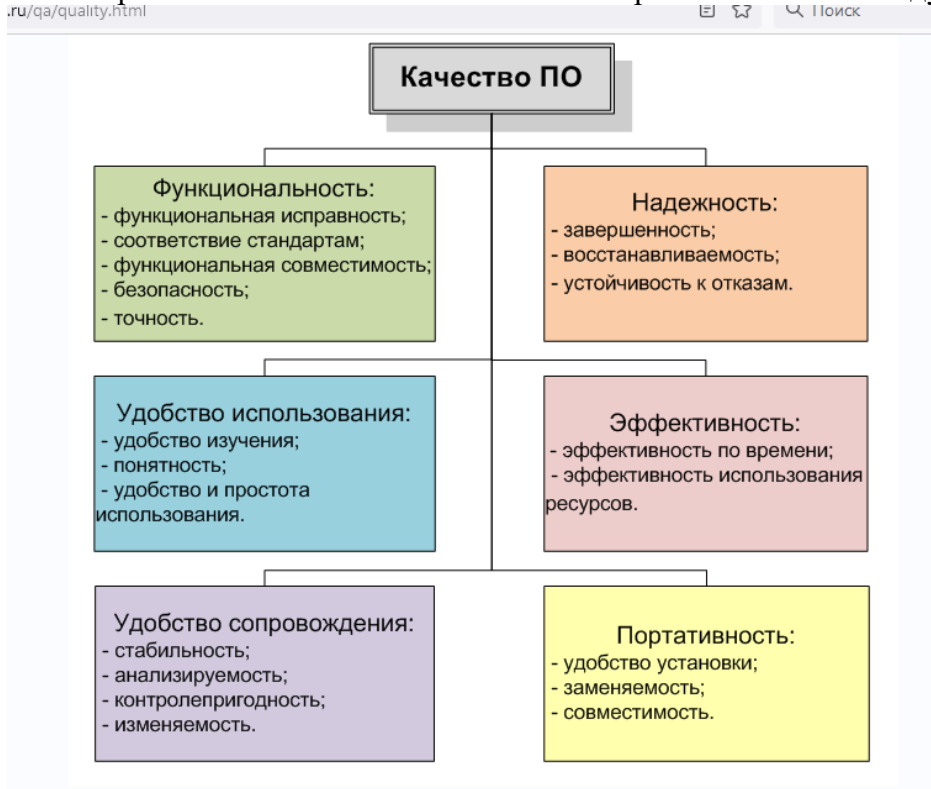 .ru/qa/quality.html
Поиск
Качество ПО
Функциональность:
- функциональная исправность;
- соответствие стандартам;
- функциональная совместимость;
- безопасность;
- точность.
Надежность:
- завершенность;
- восстанавливаемость;
- устойчивость к отказам.
Удобство использования:
- удобство изучения;
- понятность;
- удобство и простота
использования.
Эффективность:
- эффективность по времени;
- эффективность использования
ресурсов.
Удобство сопровождения:
- стабильность;
- анализируемость;
- контролепригодность;
- изменяемость.
Портативность:
- удобство установки;
- заменяемость;
- совместимость.